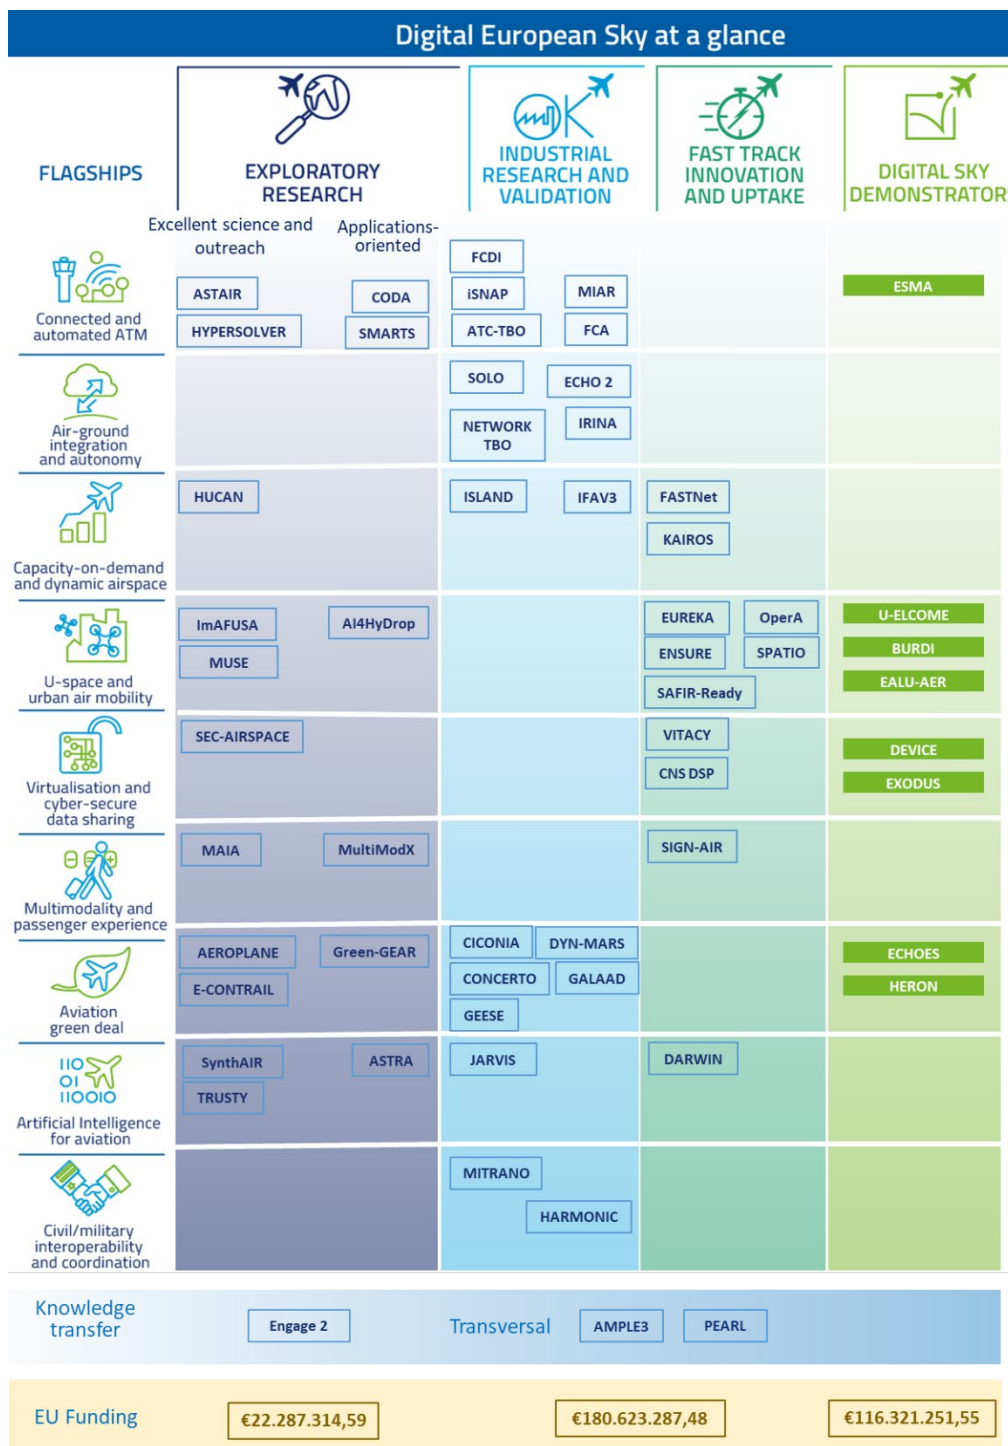 Digital European Sky at a glance
FLAGSHIPS
EXPLORATORY
RESEARCH
INDUSTRIAL
RESEARCH AND
VALIDATION
FAST TRACK
INNOVATION
AND UPTAKE
DIGITAL SKY
DEMONSTRATOR
Excellent science and
outreach
Applications-
oriented
Connected and
automated ATM
ASTAIR
HYPERSOLVER
CODA
SMARTS
FCDI
iSNAP
MIAR
ATC-TBO
FCA
ESMA
Air-ground
integration
and autonomy
SOLO
ECHO 2
NETWORK
TBO
IRINA
Capacity-on-demand
and dynamic airspace
HUCAN
ISLAND
IFAV3
FASTNet
KAIROS
U-space and
urban air mobility
ImAFUSA
AI4HyDrop
MUSE
EUREKA
OperA
ENSURE
SPATIO
SAFIR-Ready
U-ELCOME
BURDI
EALU-AER
Virtualisation and
cyber-secure
data sharing
SEC-AIRSPACE
VITACY
CNS DSP
DEVICE
EXODUS
Multimodality and
passenger experience
MAIA
MultiModX
SIGN-AIR
Aviation
green deal
AEROPLANE
Green-GEAR
E-CONTRAIL
CICONIA
DYN-MARS
CONCERTO
GALAAD
GEESE
ECHOES
HERON
110
01
110010
Artificial Intelligence
for aviation
SynthAIR
ASTRA
TRUSTY
JARVIS
DARWIN
Civil/military
interoperability
and coordination
MITRANO
HARMONIC
Knowledge
transfer
Engage 2
Transversal
AMPLE3
PEARL
EU Funding
€22.287.314,59
€180.623.287,48
€116.321.251,55